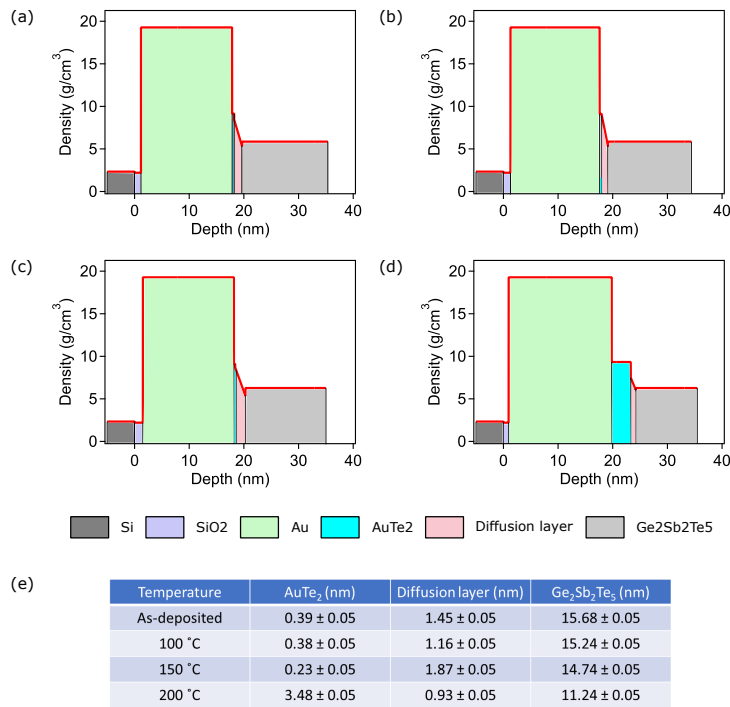 (a)
Density (g/cm3)
20
15
10
5
0
0 10 20 30 40
Depth (nm)
(b)
Density (g/cm3)
20
15
10
5
0
0 10 20 30 40
Depth (nm)
(c)
Density (g/cm3)
20
15
10
5
0
0 10 20 30 40
Depth (nm)
(d)
Density (g/cm3)
20
15
10
5
0
0 10 20 30 40
Depth (nm)
Si SiO2 Au AuTe2 Diffusion layer Ge2Sb2Te5
(e)
Temperature AuTe2 (nm) Diffusion layer (nm) Ge2Sb2Te5 (nm)
As-deposited 0.39 ± 0.05 1.45 ± 0.05 15.68 ± 0.05
100 ˚C 0.38 ± 0.05 1.16 ± 0.05 15.24 ± 0.05
150 ˚C 0.23 ± 0.05 1.87 ± 0.05 14.74 ± 0.05
200 ˚C 3.48 ± 0.05 0.93 ± 0.05 11.24 ± 0.05